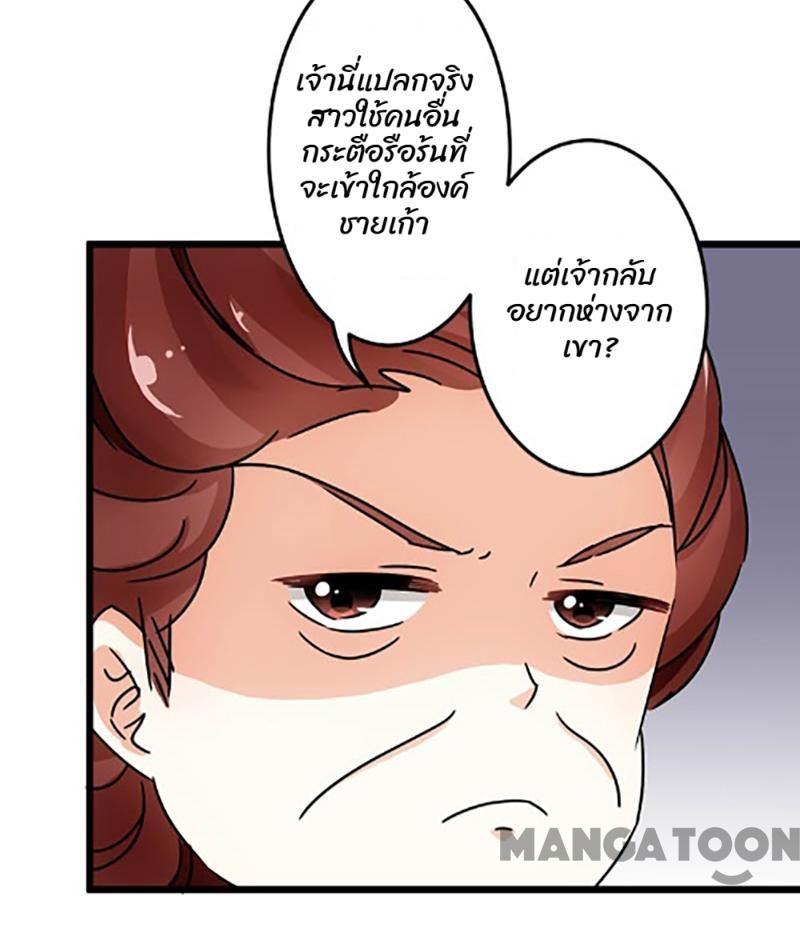 เจ้านี่แปลกจริง
สาวใช้คนอื่น
กระตือรือร้นที่
จะเข้าใกล้องค์
ชายเก้า
แต่เจ้ากลับ
อยากห่างจาก
เขา?
MANGATOON